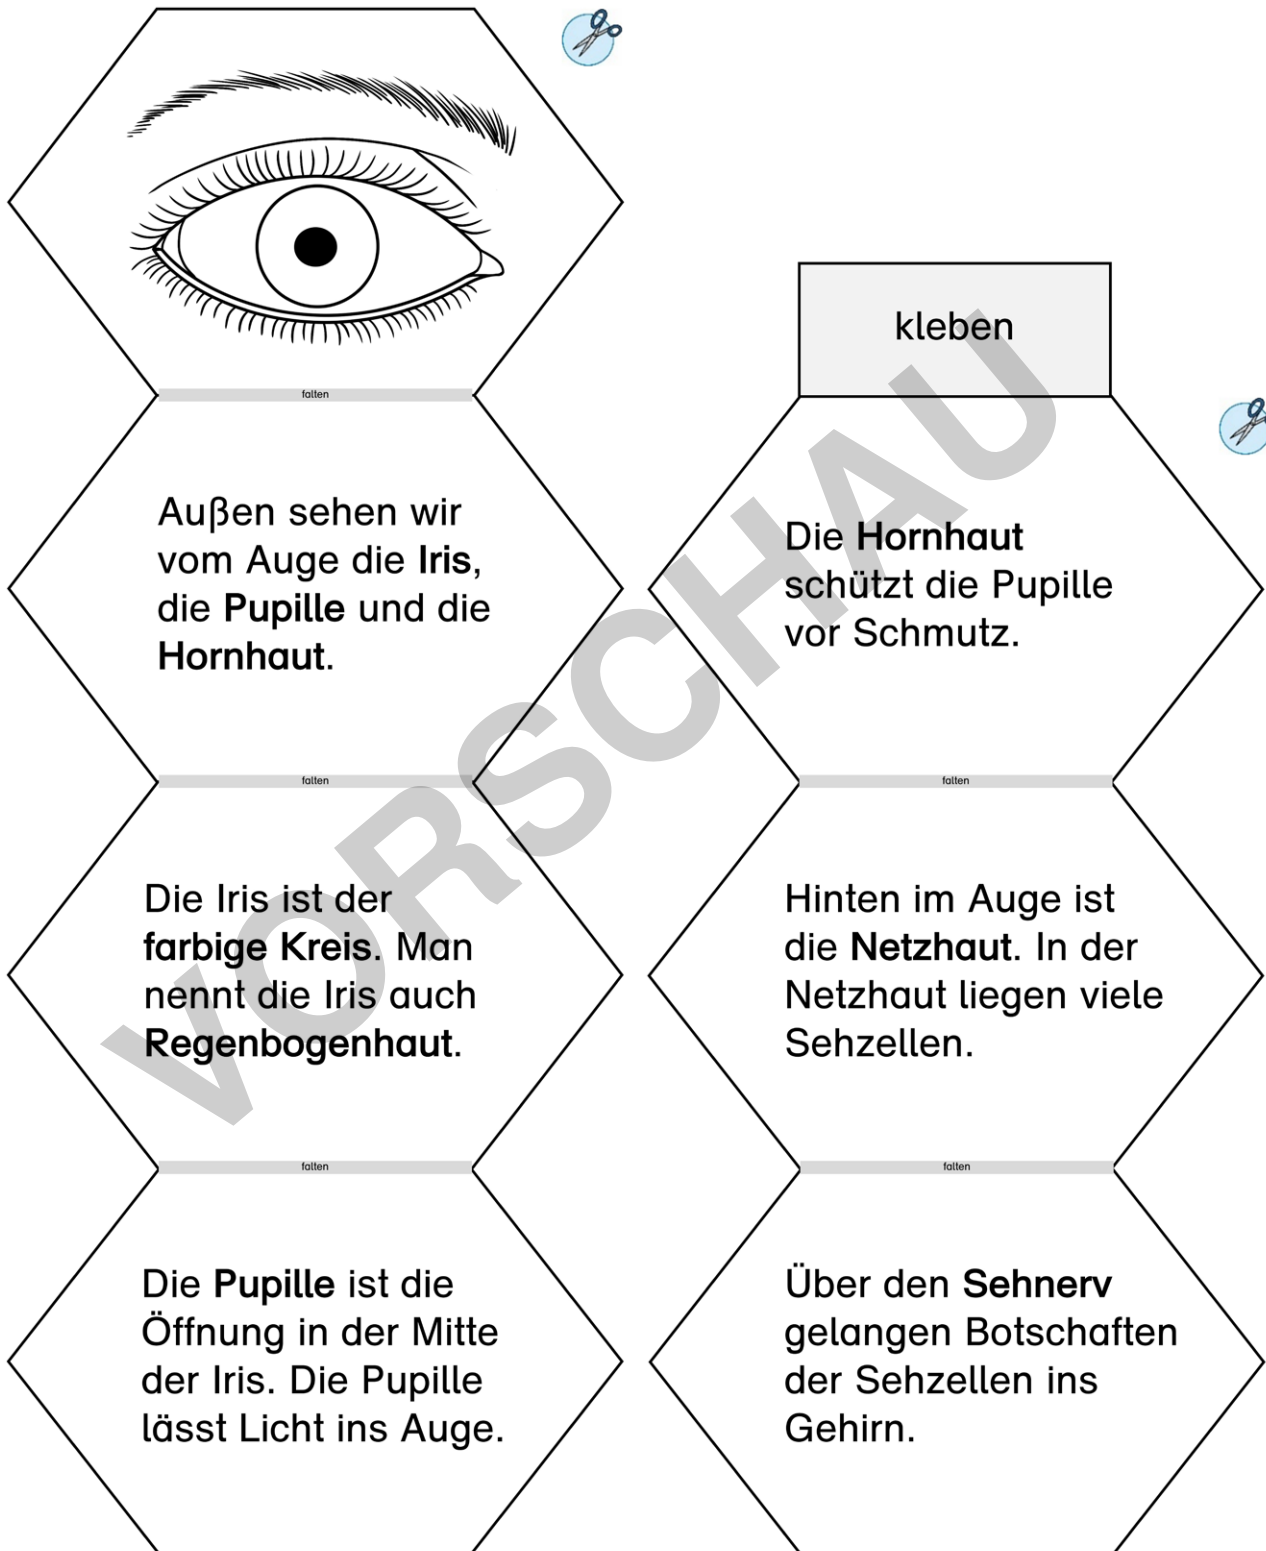 falten
Außen sehen wir
vom Auge die Iris,
die Pupille und die
Hornhaut.
falten
Die Iris ist der
farbige Kreis. Man
nennt die Iris auch
Regenbogenhaut.
falten
Die Pupille ist die
Öffnung in der Mitte
der Iris. Die Pupille
lässt Licht ins Auge.
kleben
Die Hornhaut
schützt die Pupille
vor Schmutz.
falten
Hinten im Auge ist
die Netzhaut. In der
Netzhaut liegen viele
Sehzellen.
falten
Über den Sehnerv
gelangen Botschaften
der Sehzellen ins
Gehirn.
VORSCHAU